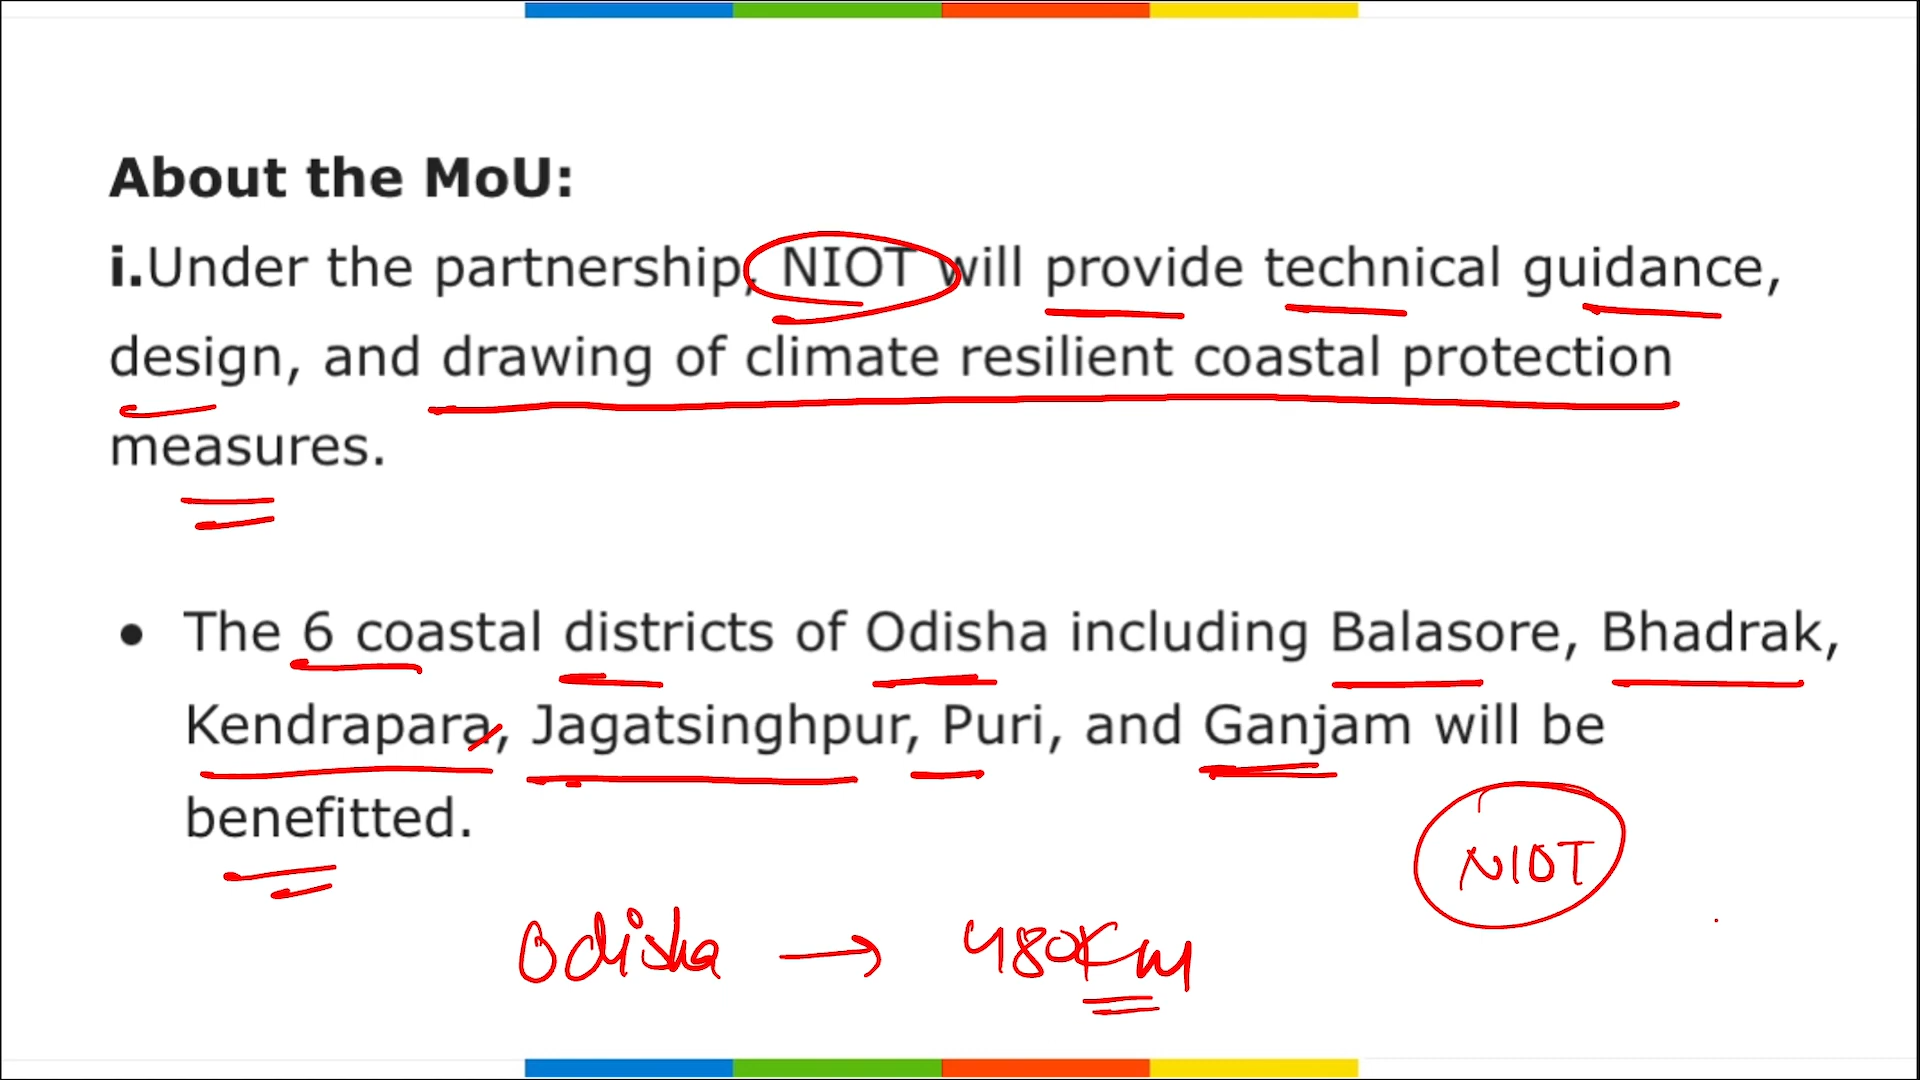 About the MoU:
i.Under the partnership, NIOT will provide technical guidance,
design, and drawing of climate resilient coastal protection
measures.
● The 6 coastal districts of Odisha including Balasore, Bhadrak,
Kendrapara, Jagatsinghpur, Puri, and Ganjam will be
benefitted.
NIOT
Odisha → 480KM